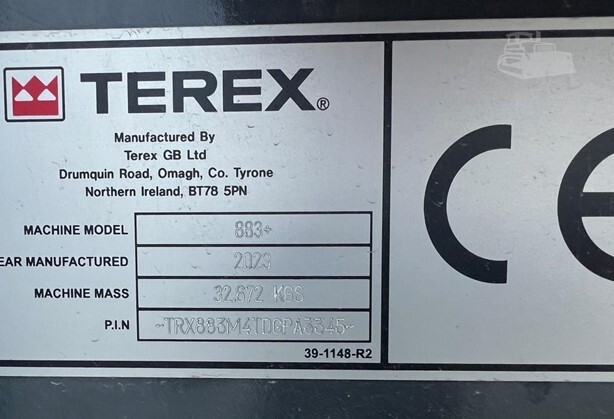 TEREX®
Manufactured By
Terex GB Ltd
Drumquin Road, Omagh, Co. Tyrone
Northern Ireland, BT78 5PN
MACHINE MODEL 883+
EAR MANUFACTURED 2023
MACHINE MASS 32,672 KGS
P.I.N ~TRX883M4TDGPA3345~
39-1148-R2
CE